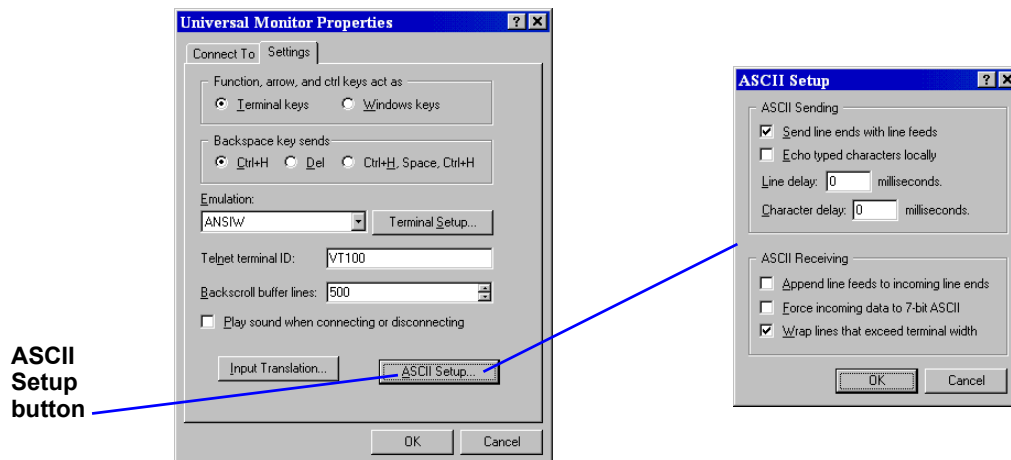 Universal Monitor Properties
Connect To Settings
Function, arrow, and ctrl keys act as
Terminal keys Windows keys
Backspace key sends
Ctrl+H Del Ctrl+H, Space, Ctrl+H
Emulation:
ANSIW Terminal Setup...
Telnet terminal ID: VT100
Backscroll buffer lines: 500
Play sound when connecting or disconnecting
Input Translation... ASCII Setup...
OK Cancel
ASCII
Setup
button
ASCII Setup
ASCII Sending
Send line ends with line feeds
Echo typed characters locally
Line delay: 0 milliseconds.
Character delay: 0 milliseconds.
ASCII Receiving
Append line feeds to incoming line ends
Force incoming data to 7-bit ASCII
Wrap lines that exceed terminal width
OK Cancel